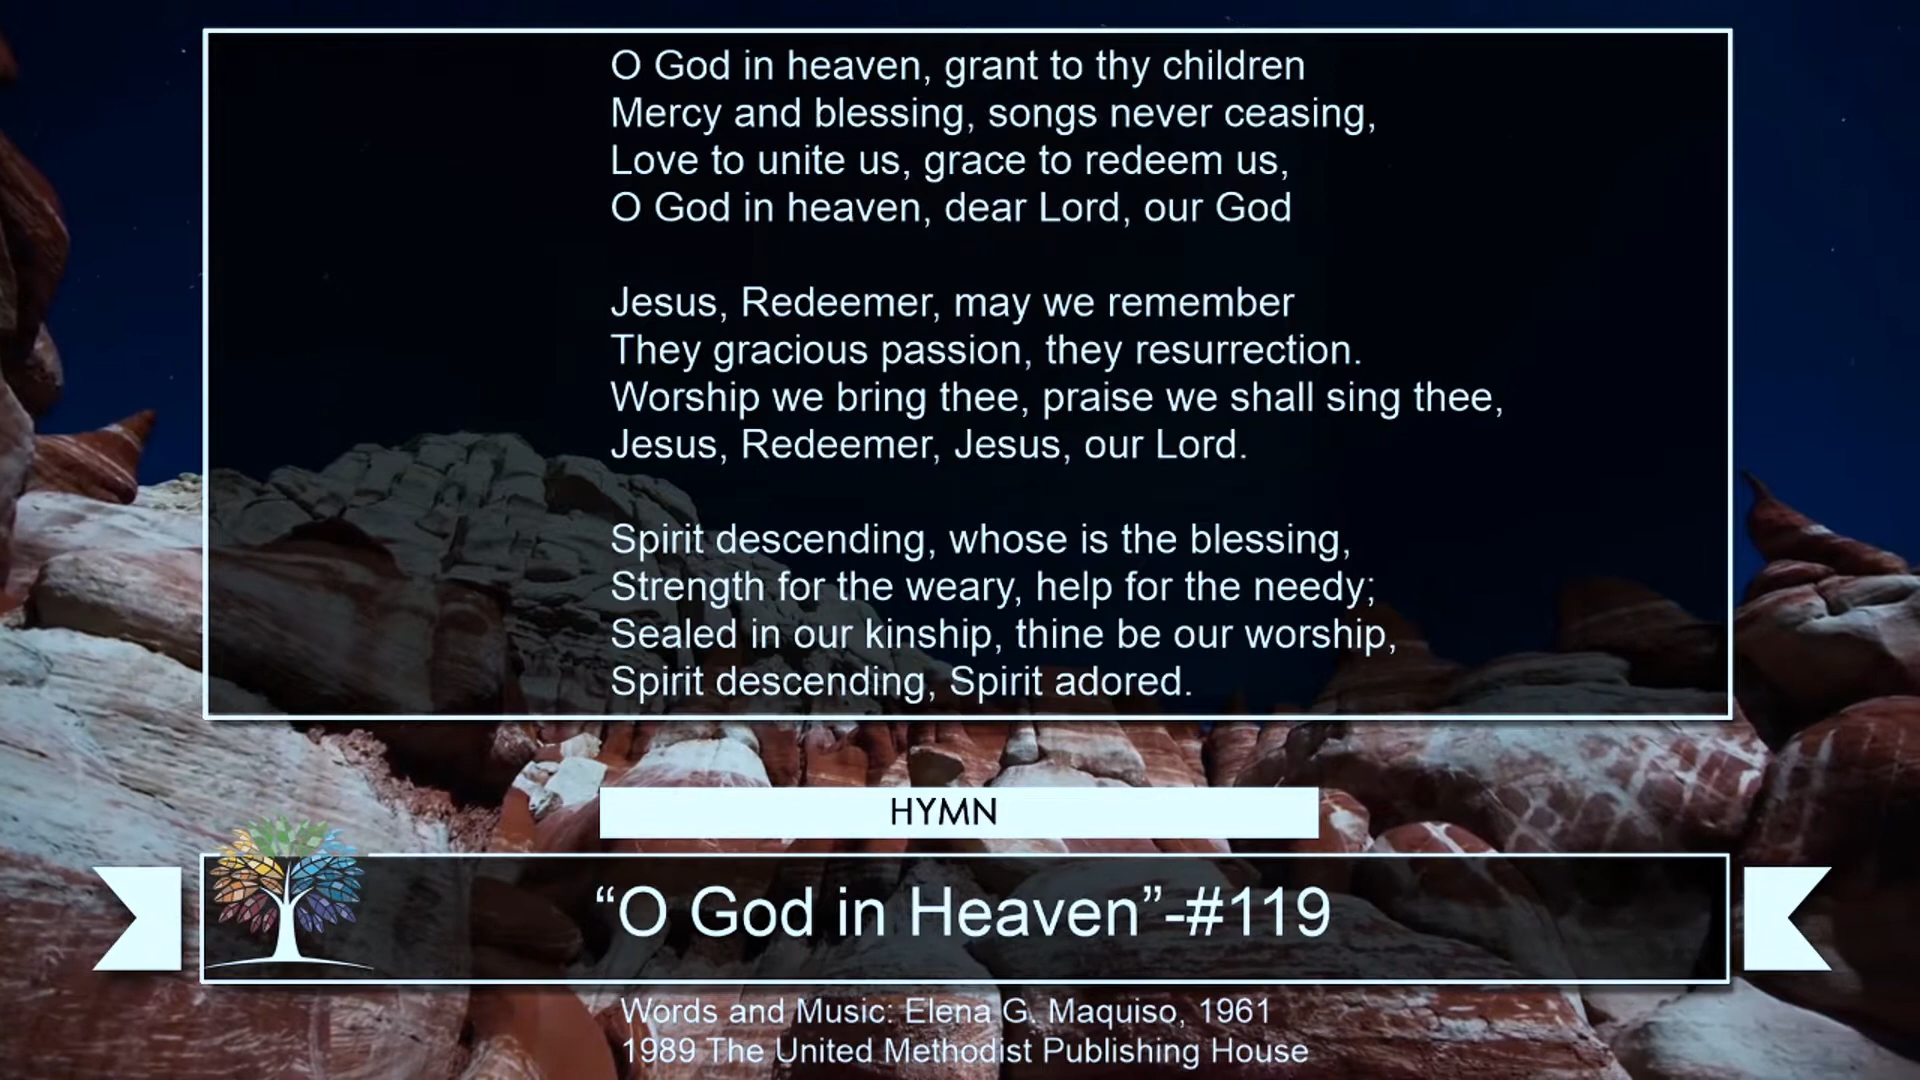 O God in heaven, grant to thy children
Mercy and blessing, songs never ceasing,
Love to unite us, grace to redeem us,
O God in heaven, dear Lord, our God
Jesus, Redeemer, may we remember
They gracious passion, they resurrection.
Worship we bring thee, praise we shall sing thee,
Jesus, Redeemer, Jesus, our Lord.
Spirit descending, whose is the blessing,
Strength for the weary, help for the needy;
Sealed in our kinship, thine be our worship,
Spirit descending, Spirit adored.
HYMN
“O God in Heaven”-#119
Words and Music: Elena G. Maquiso, 1961
1989 The United Methodist Publishing House